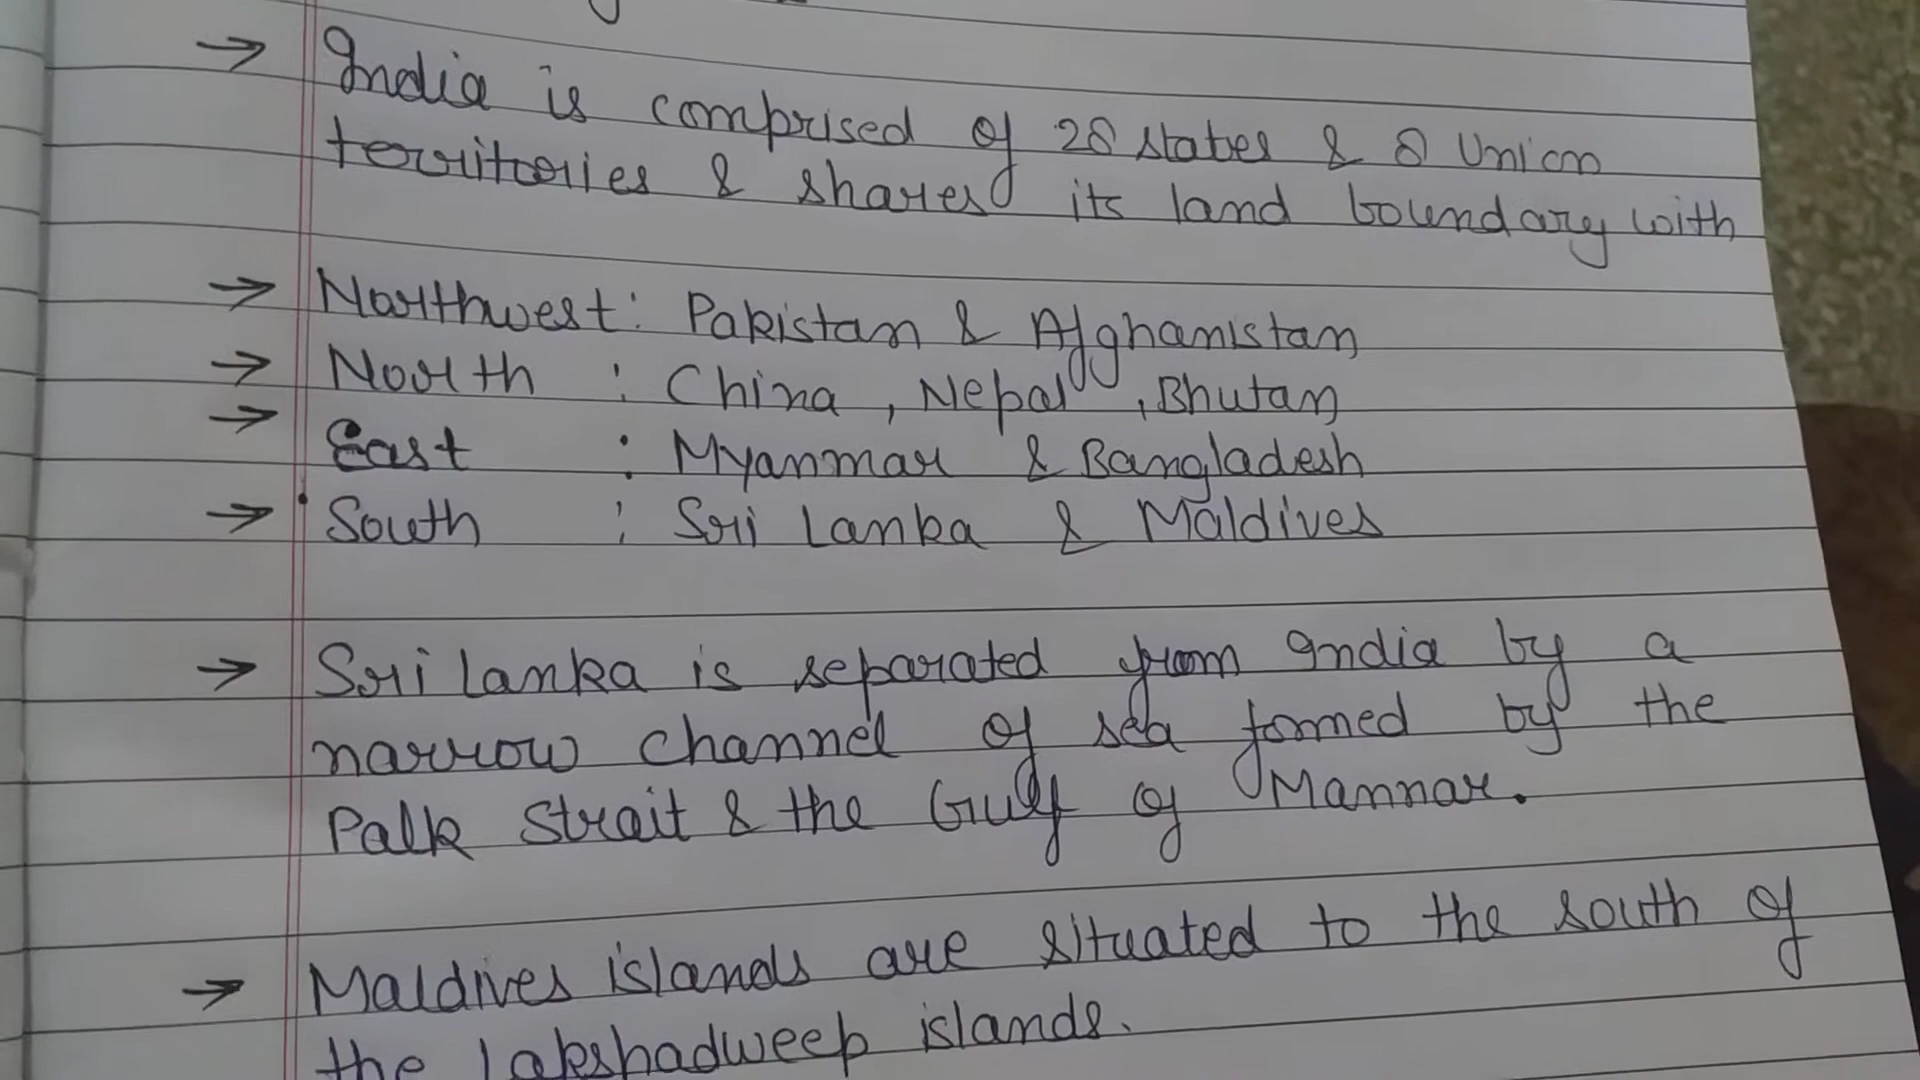 → India is comprised of 28 states & 8 Union
territories & shares its land boundary with
→ Northwest: Pakistan & Afghanistan
→ North : China, Nepal, Bhutan
→ East : Myanmar & Bangladesh
→ South : Sri Lanka & Maldives
→ Sri Lanka is separated from India by a
narrow channel of sea formed by the
Palk Strait & the Gulf of Mannar.
→ Maldives islands are situated to the south of
the Lakshadweep islands.